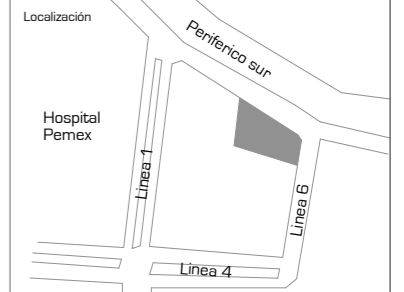 Localización
Periferico sur
Hospital
Pemex
Linea 1
Linea 6
Linea 4